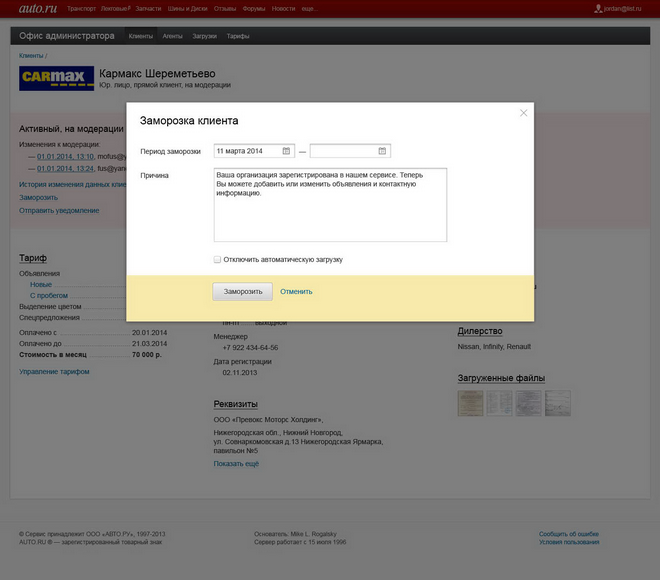 auto.ru Транспорт Легковые Запчасти Шины и Диски Отзывы Форумы Новости еще... jordan@list.ru
Офис администратора Клиенты Агенты Загрузки Тарифы
Клиенты /
CARMAX
Кармакс Шереметьево
Юр. лицо, прямой клиент, на модерации
Активный, на модерации
Изменения к модерации:
— 01.01.2014, 13:10, mofus@y
— 01.01.2014, 13:24, fus@yan
История изменения данных клие
Заморозить
Отправить уведомление
Заморозка клиента
Период заморозки 11 марта 2014 —
Причина
Ваша организация зарегистрирована в нашем сервисе. Теперь
Вы можете добавить или изменить объявления и контактную
информацию.
Отключить автоматическую загрузку
Заморозить Отменить
Тариф
Объявления
Новые
С пробегом
Выделение цветом
Спецпредложения
Оплачено с 20.01.2014
Оплачено до 21.03.2014
Стоимость в месяц 70 000 р.
Управление тарифом
пн-пт выходной
Менеджер
+7 922 434-64-56
Дата регистрации
02.11.2013
Реквизиты
ООО «Превокс Моторс Холдинг»,
Нижегородская обл., Нижний Новгород,
ул. Совнаркомовская д.13 Нижегородская Ярмарка,
павильон №5
Показать ещё
Дилерство
Nissan, Infinity, Renault
Загруженные файлы
© Сервис принадлежит ООО «АВТО.РУ», 1997-2013
AUTO.RU ® — зарегистрированный товарный знак
Основатель: Mike L. Rogalsky
Сервер работает с 15 июля 1996
Сообщить об ошибке
Условия пользования